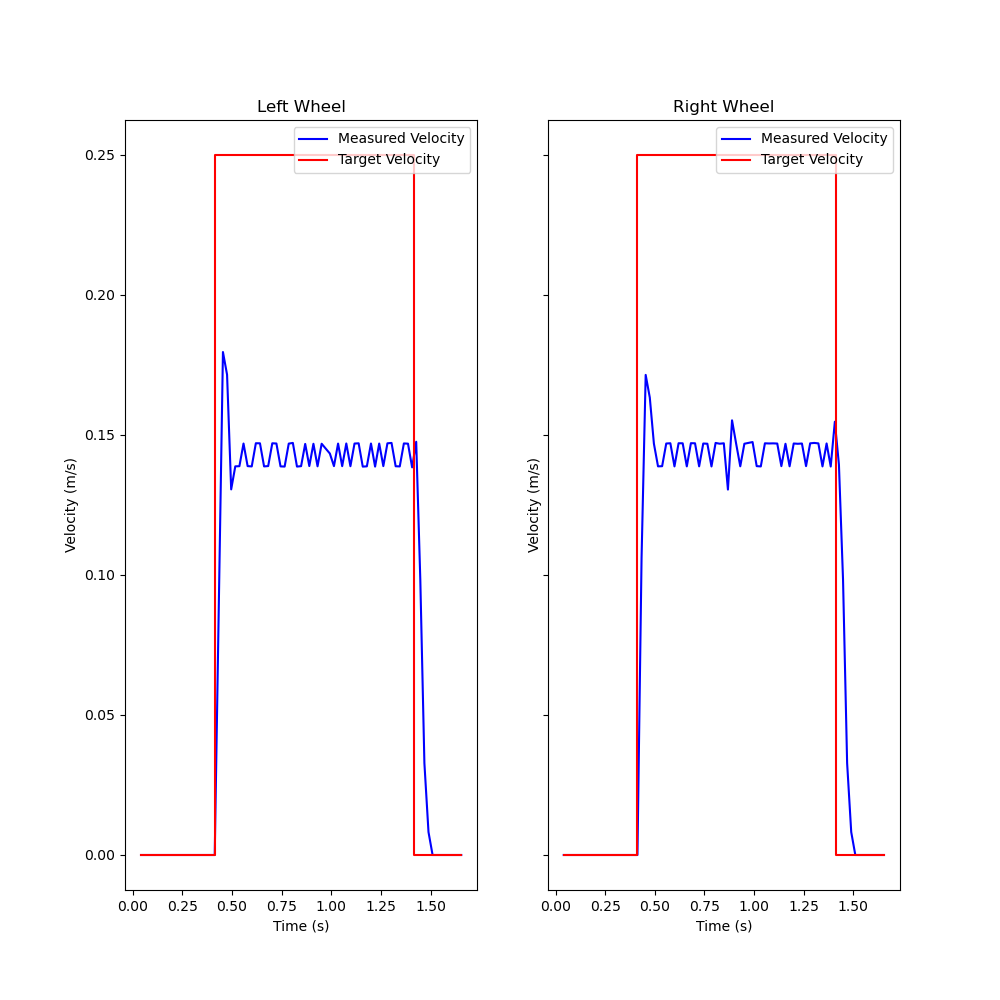 Left Wheel
Measured Velocity
Target Velocity
0.25
0.20
0.15
0.10
0.05
0.00
Velocity (m/s)
0.00 0.25 0.50 0.75 1.00 1.25 1.50
Time (s)
Right Wheel
Measured Velocity
Target Velocity
Velocity (m/s)
0.00 0.25 0.50 0.75 1.00 1.25 1.50
Time (s)